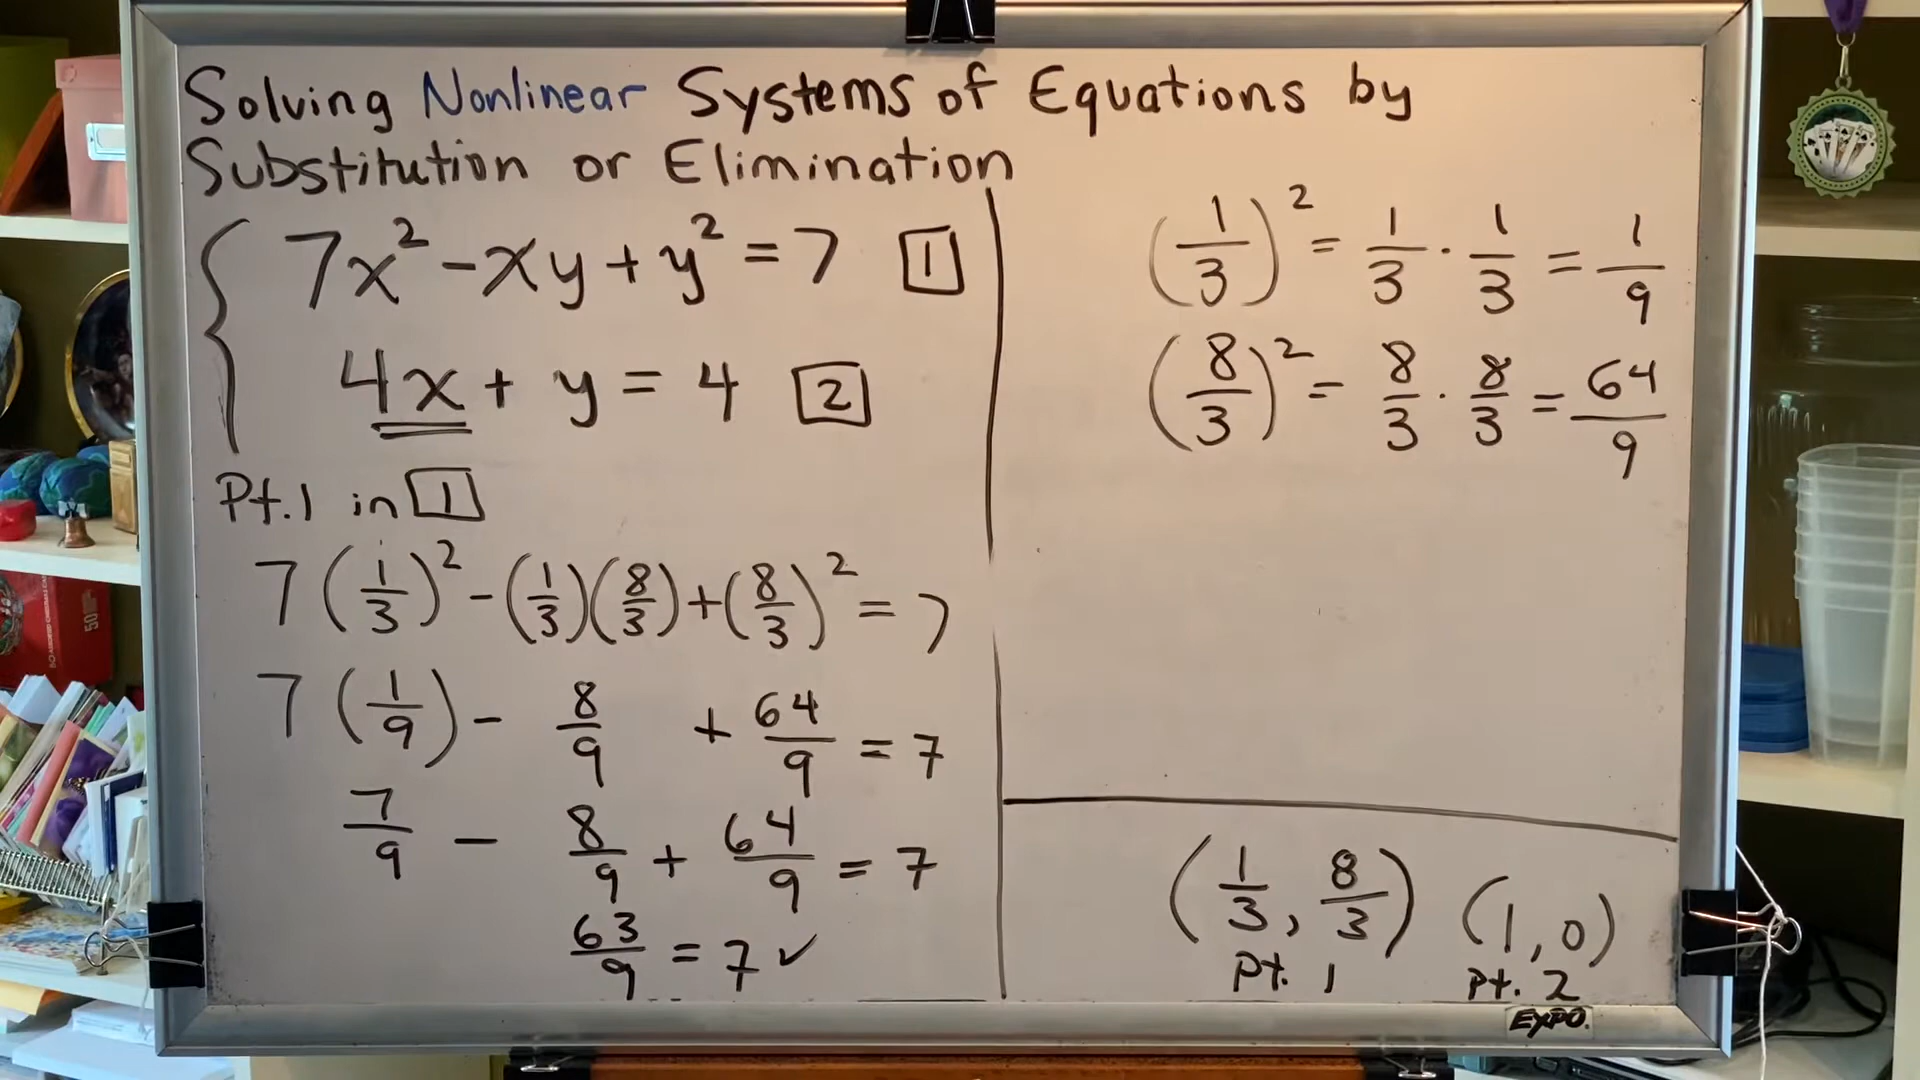 Solving Nonlinear Systems of Equations by
Substitution or Elimination
7x² - xy + y² = 7 [1]
4x + y = 4 [2]
Pt. 1 in [1]
7(1/3)² - (1/3)(8/3) + (8/3)² = 7
7(1/9) - 8/9 + 64/9 = 7
7/9 - 8/9 + 64/9 = 7
63/9 = 7 ✓
(1/3)² = 1/3 · 1/3 = 1/9
(8/3)² = 8/3 · 8/3 = 64/9
(1/3, 8/3) (1, 0)
Pt. 1 Pt. 2
EXPO
50